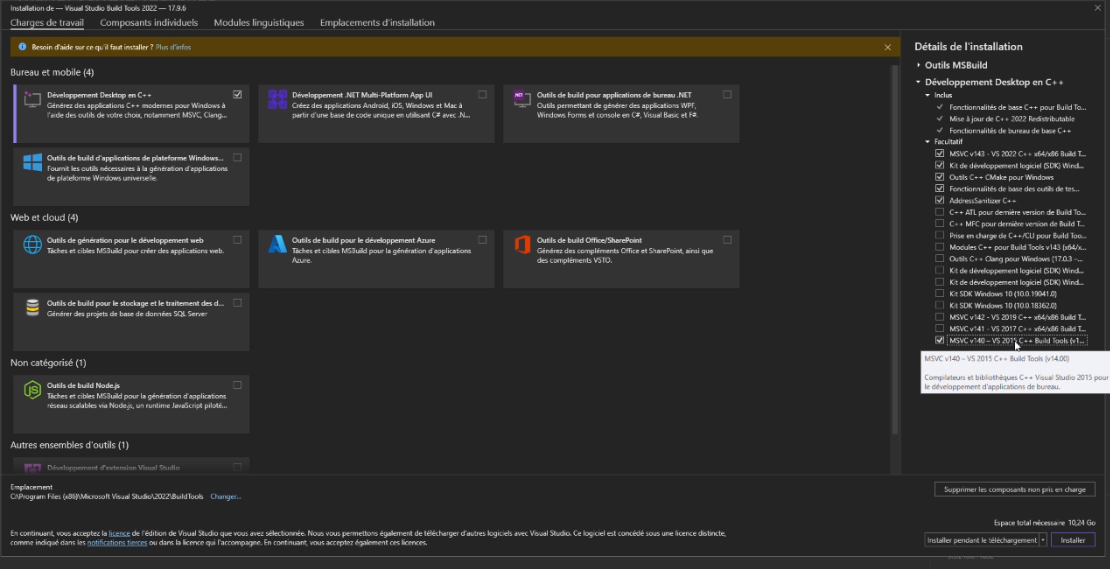 Installation de — Visual Studio Build Tools 2022 — 17.9.6
Charges de travail
Composants individuels
Modules linguistiques
Emplacements d'installation
Besoin d'aide sur ce qu'il faut installer ? Plus d'infos
Bureau et mobile (4)
Développement Desktop en C++
Générez des applications C++ modernes pour Windows à
l'aide des outils de votre choix, notamment MSVC, Clang...
Développement .NET Multi-Platform App UI
Créez des applications Android, iOS, Windows et Mac à
partir d'une base de code unique en utilisant C# avec .N...
Outils de build pour applications de bureau .NET
Outils permettant de générer des applications WPF,
Windows Forms et console en C#, Visual Basic et F#.
Outils de build d'applications de plateforme Windows...
Fournit les outils nécessaires à la génération d'applications
de plateforme Windows universelle.
Web et cloud (4)
Outils de génération pour le développement web
Tâches et cibles MSBuild pour créer des applications web.
Outils de build pour le développement Azure
Tâches et cibles MSBuild pour la génération d'applications
Azure.
Outils de build Office/SharePoint
Générez des compléments Office et SharePoint, ainsi que
des compléments VSTO.
Outils de build pour le stockage et le traitement des d...
Générer des projets de base de données SQL Server
Non catégorisé (1)
Outils de build Node.js
Tâches et cibles MSBuild pour la génération d'applications
réseau scalables via Node.js, un runtime JavaScript piloté...
Autres ensembles d'outils (1)
Développement d'extension Visual Studio
Emplacement
C:\Program Files (x86)\Microsoft Visual Studio\2022\BuildTools Changer...
En continuant, vous acceptez la licence de l'édition de Visual Studio que vous avez sélectionnée. Nous vous permettons également de télécharger d'autres logiciels avec Visual Studio. Ce logiciel est concédé sous une licence distincte,
comme indiqué dans les notifications tierces ou dans la licence qui l'accompagne. En continuant, vous acceptez également ces licences.
Détails de l'installation
Outils MSBuild
Développement Desktop en C++
Inclus
Fonctionnalités de base C++ pour Build To...
Mise à jour de C++ 2022 Redistributable
Fonctionnalités de bureau de base C++
Facultatif
MSVC v143 - VS 2022 C++ x64/x86 Build T...
Kit de développement logiciel (SDK) Wind...
Outils C++ CMake pour Windows
Fonctionnalités de base des outils de tes...
AddressSanitizer C++
C++ ATL pour dernière version de Build To...
C++ MFC pour dernière version de Build T...
Prise en charge de C++/CLI pour Build Too...
Modules C++ pour Build Tools v143 (x64/x...
Outils C++ Clang pour Windows (17.0.3 -...
Kit de développement logiciel (SDK) Wind...
Kit de développement logiciel (SDK) Wind...
Kit SDK Windows 10 (10.0.19041.0)
Kit SDK Windows 10 (10.0.18362.0)
MSVC v142 - VS 2019 C++ x64/x86 Build T...
MSVC v141 - VS 2017 C++ x64/x86 Build T...
MSVC v140 – VS 2015 C++ Build Tools (v1...
MSVC v140 – VS 2015 C++ Build Tools (v14.00)
Compilateurs et bibliothèques C++ Visual Studio 2015 pour
le développement d'applications de bureau.
Supprimer les composants non pris en charge
Espace total nécessaire 10,24 Go
Installer pendant le téléchargement
Installer